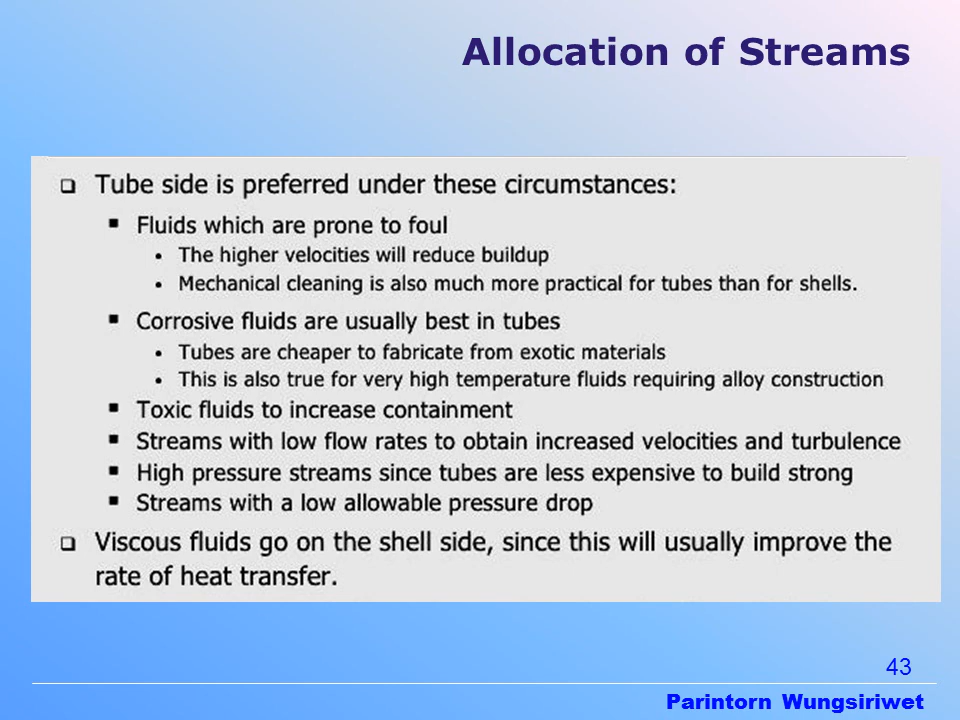 Allocation of Streams
❑ Tube side is preferred under these circumstances:
▪ Fluids which are prone to foul
• The higher velocities will reduce buildup
• Mechanical cleaning is also much more practical for tubes than for shells.
▪ Corrosive fluids are usually best in tubes
• Tubes are cheaper to fabricate from exotic materials
• This is also true for very high temperature fluids requiring alloy construction
▪ Toxic fluids to increase containment
▪ Streams with low flow rates to obtain increased velocities and turbulence
▪ High pressure streams since tubes are less expensive to build strong
▪ Streams with a low allowable pressure drop
❑ Viscous fluids go on the shell side, since this will usually improve the
rate of heat transfer.
43
Parintorn Wungsiriwet